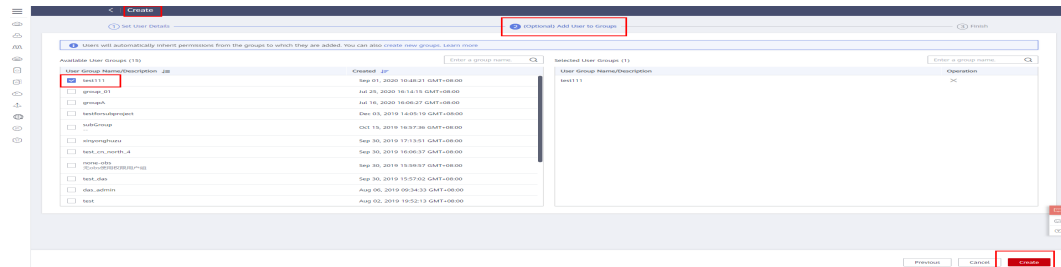 < Create
1 Set User Details
2 (Optional) Add User to Groups
3 Finish
Users will automatically inherit permissions from the groups to which they are added. You can also create new groups. Learn more
Available User Groups (15)
Enter a group name.
Selected User Groups (1)
Enter a group name.
User Group Name/Description
Created
User Group Name/Description
Operation
test111
Sep 01, 2020 10:48:21 GMT+08:00
test111
group_01
Jul 25, 2020 16:14:15 GMT+08:00
groupA
Jul 16, 2020 16:06:27 GMT+08:00
testforsubproject
Dec 03, 2019 14:05:10 GMT+08:00
subGroup
--
Oct 15, 2019 16:57:36 GMT+08:00
xinyonghuzu
Sep 30, 2019 17:13:51 GMT+08:00
test_cn_north_4
Sep 30, 2019 16:06:57 GMT+08:00
none-obs
Sep 30, 2019 15:59:57 GMT+08:00
test_das
Sep 30, 2019 15:57:02 GMT+08:00
das_admin
Aug 06, 2019 09:34:33 GMT+08:00
test
Aug 02, 2019 19:52:13 GMT+08:00
Previous
Cancel
Create